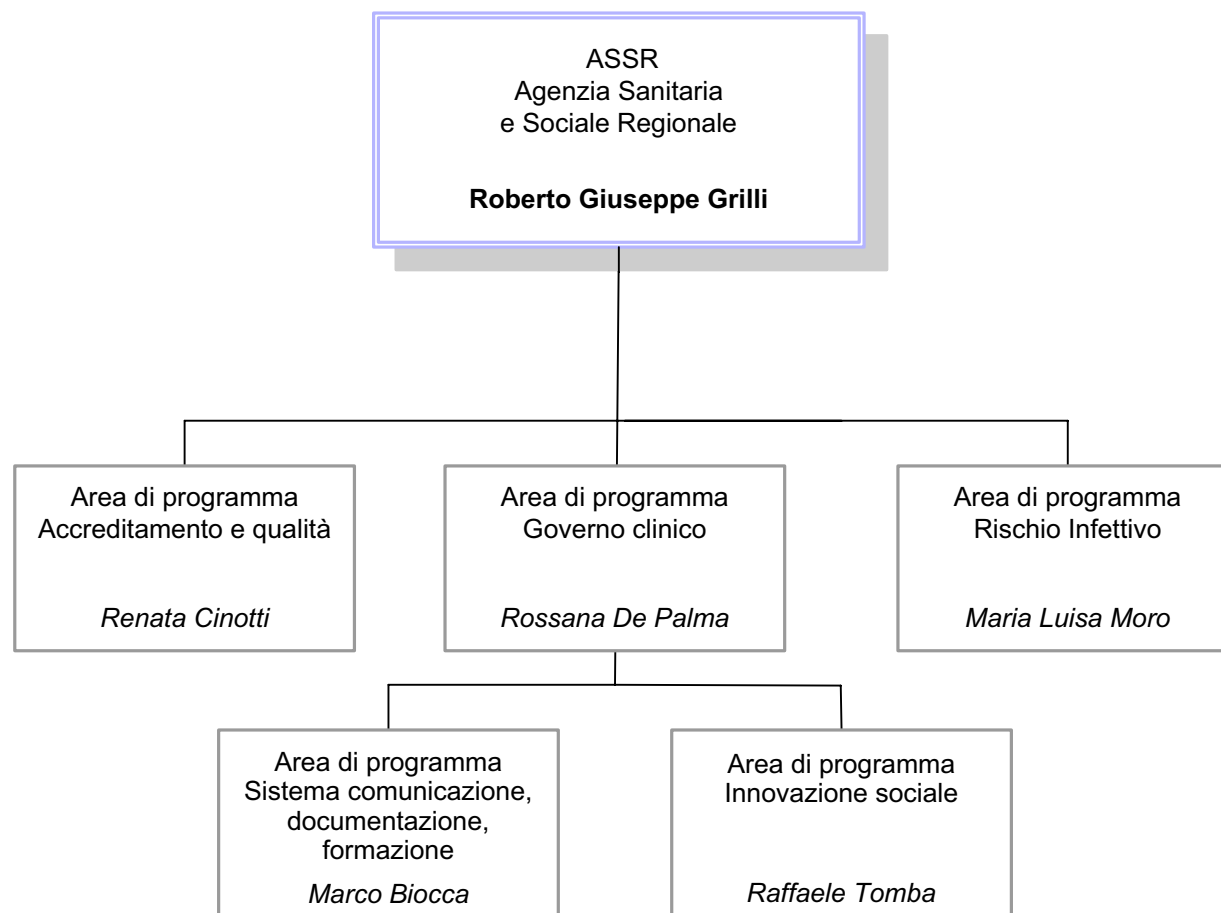 ASSR
Agenzia Sanitaria
e Sociale Regionale
Roberto Giuseppe Grilli
Area di programma
Accreditamento e qualità
Renata Cinotti
Area di programma
Governo clinico
Rossana De Palma
Area di programma
Rischio Infettivo
Maria Luisa Moro
Area di programma
Sistema comunicazione,
documentazione,
formazione
Marco Biocca
Area di programma
Innovazione sociale
Raffaele Tomba